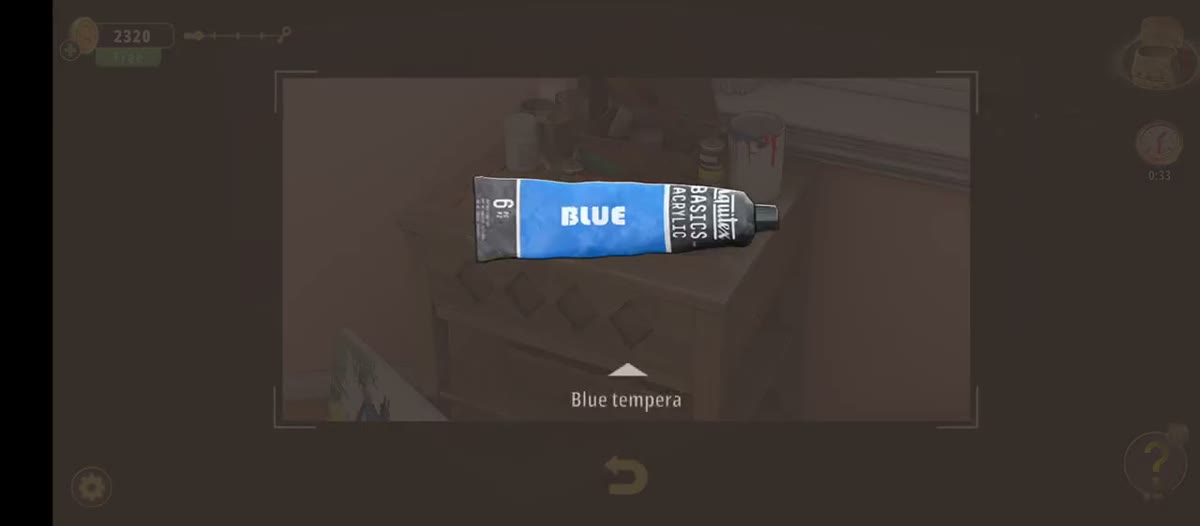 2320
free
0:33
6
BLUE
Liquitex
BASICS
ACRYLIC
Blue tempera
?